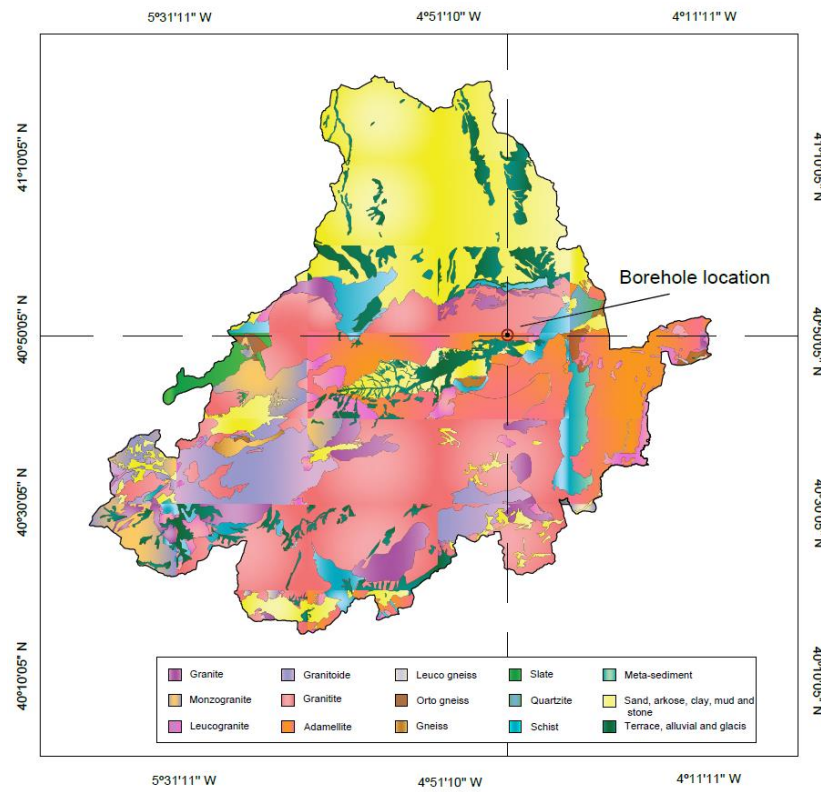 5º31'11" W 4º51'10" W 4º11'11" W
41º10'05" N
41º10'05" N
Borehole location
40º50'05" N
40º50'05" N
40º30'05" N
40º30'05" N
40º10'05" N
40º10'05" N
Granite Granitoide Leuco gneiss Slate Meta-sediment
Monzogranite Granitite Orto gneiss Quartzite Sand, arkose, clay, mud and
stone
Leucogranite Adamellite Gneiss Schist Terrace, alluvial and glacis
5º31'11" W 4º51'10" W 4º11'11" W